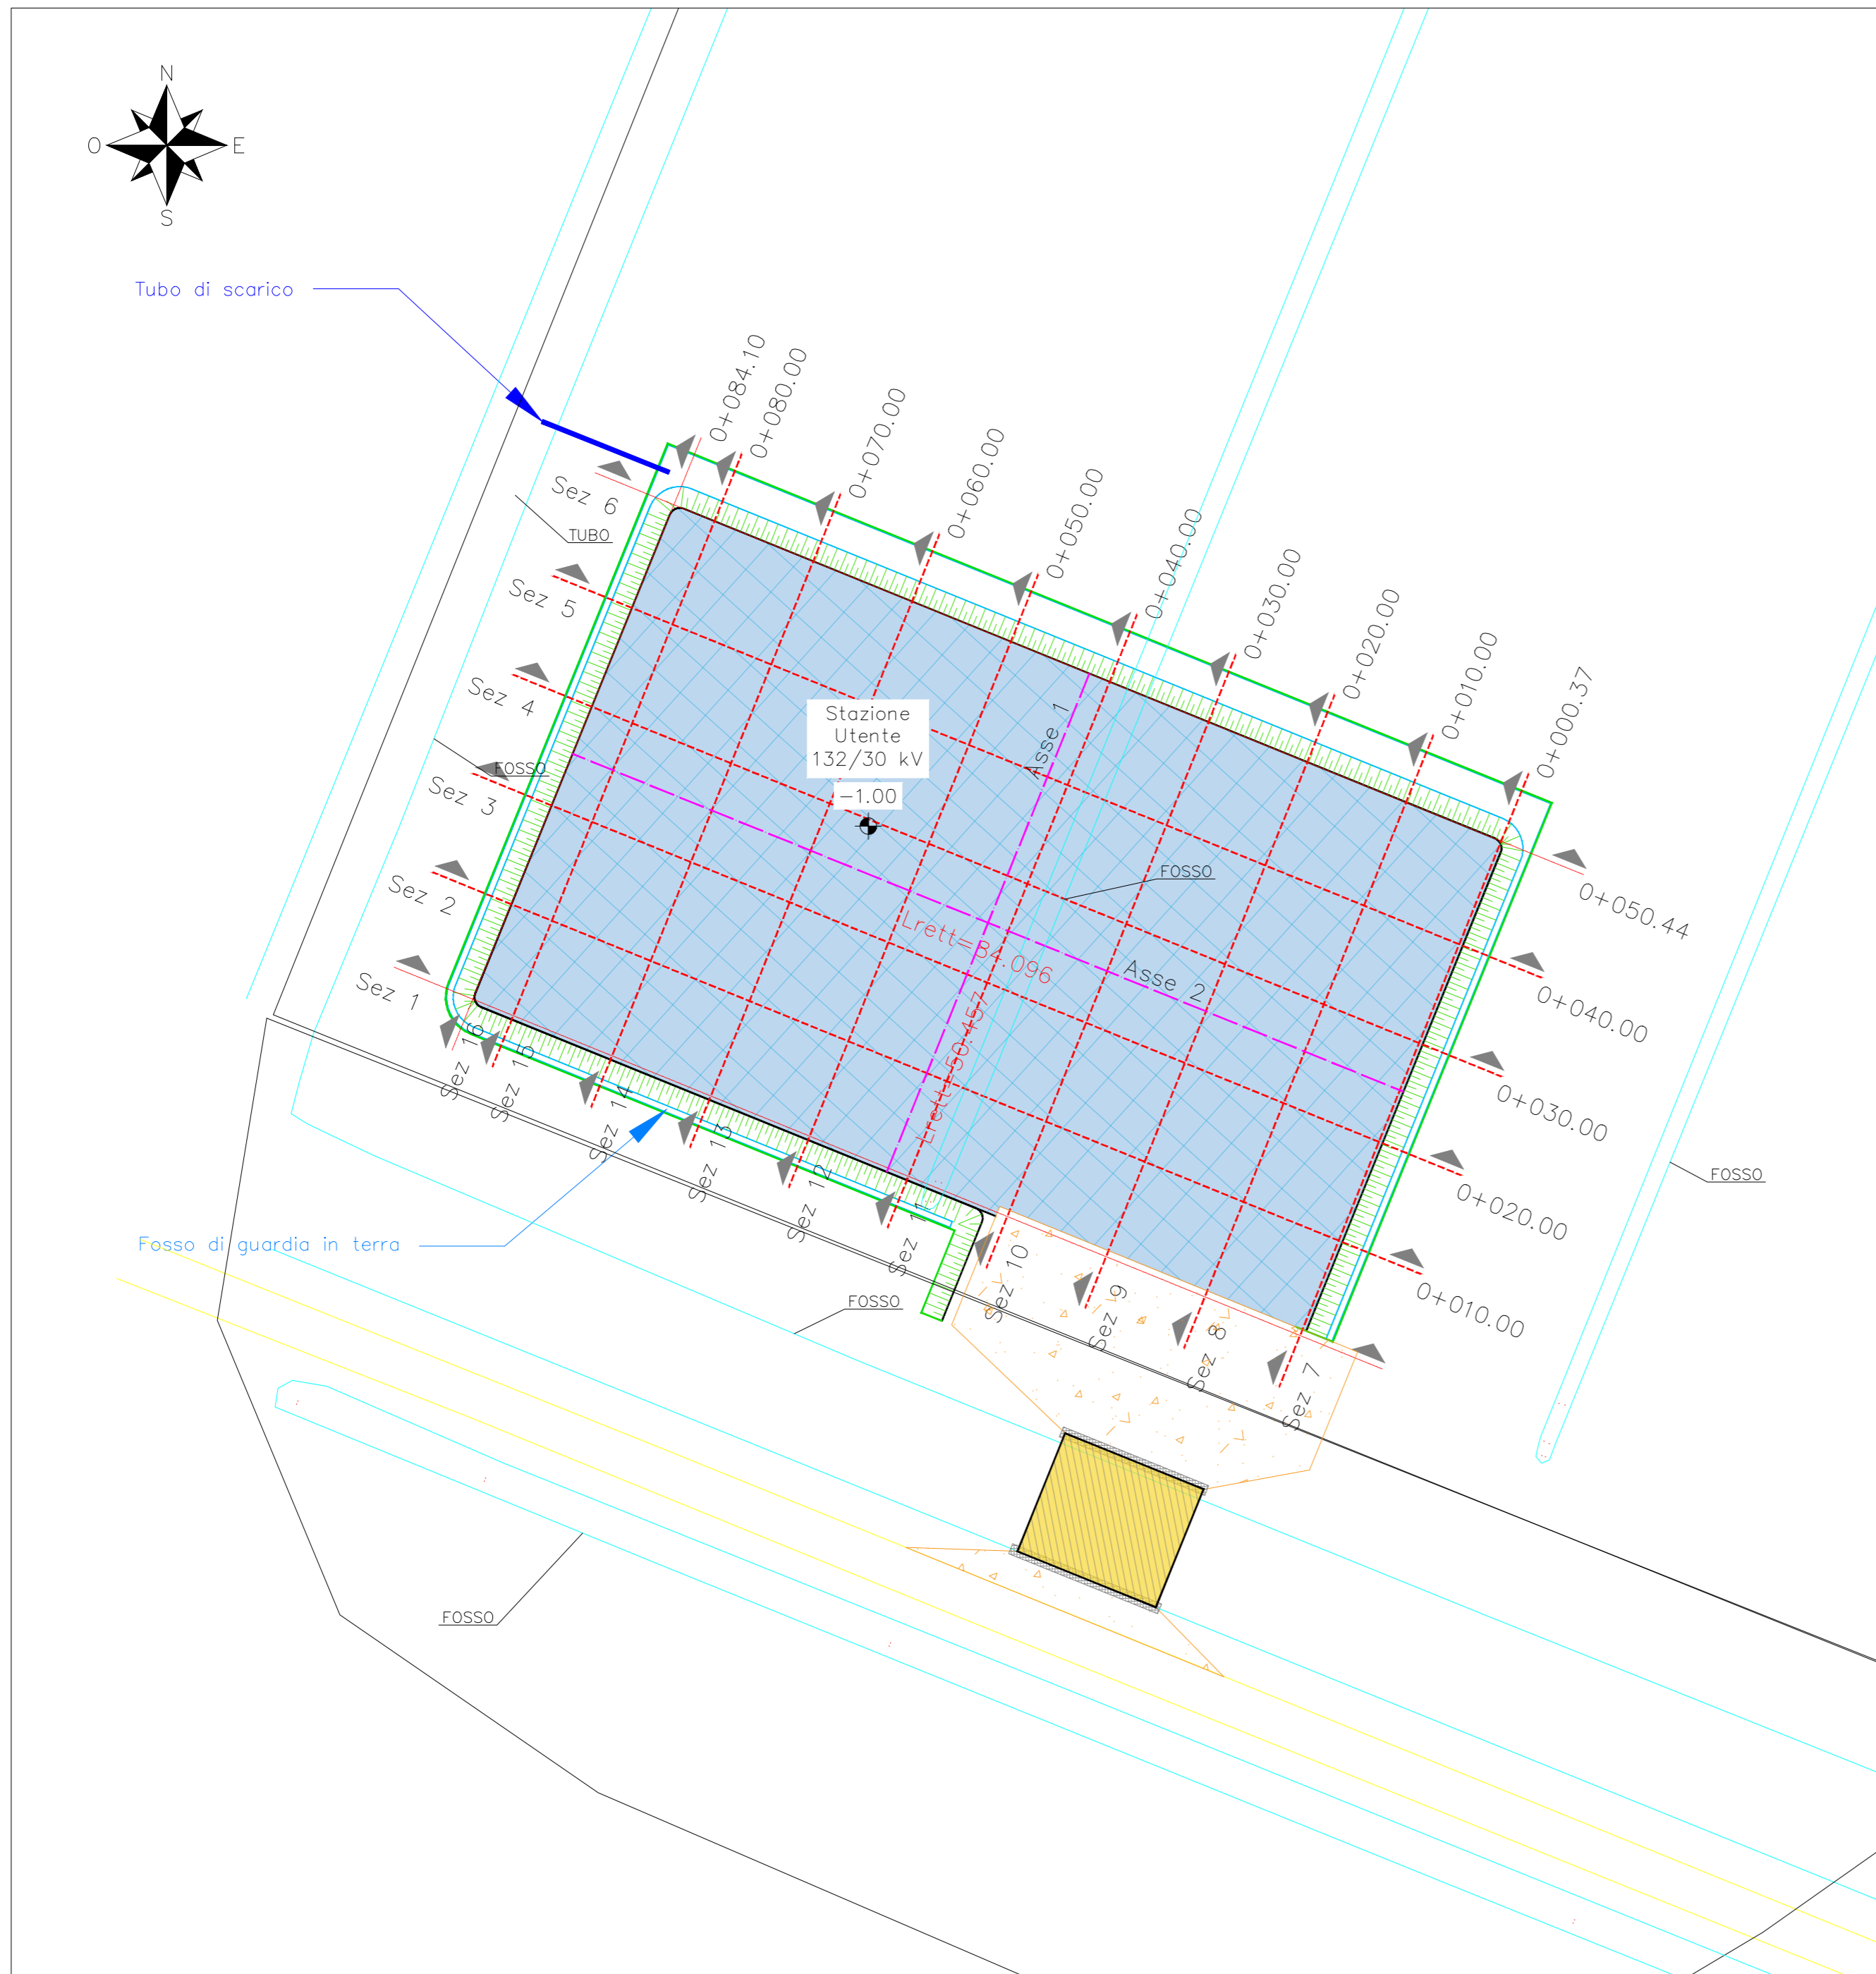 N
O
E
S
Tubo di scarico
0+084.10
0+080.00
0+070.00
0+060.00
0+050.00
0+040.00
0+030.00
0+020.00
0+010.00
0+000.37
Sez 6
TUBO
Sez 5
Sez 4
FOSSO
Sez 3
Sez 2
Sez 1
Stazione
Utente
132/30 kV
-1.00
Asse 1
FOSSO
Lrett=84.096
Asse 2
Lrett=50.457
0+050.44
0+040.00
0+030.00
0+020.00
0+010.00
FOSSO
Sez 16
Sez 15
Sez 14
Sez 13
Sez 12
Sez 11
Sez 10
Sez 9
Sez 8
Sez 7
Fosso di guardia in terra
FOSSO
FOSSO